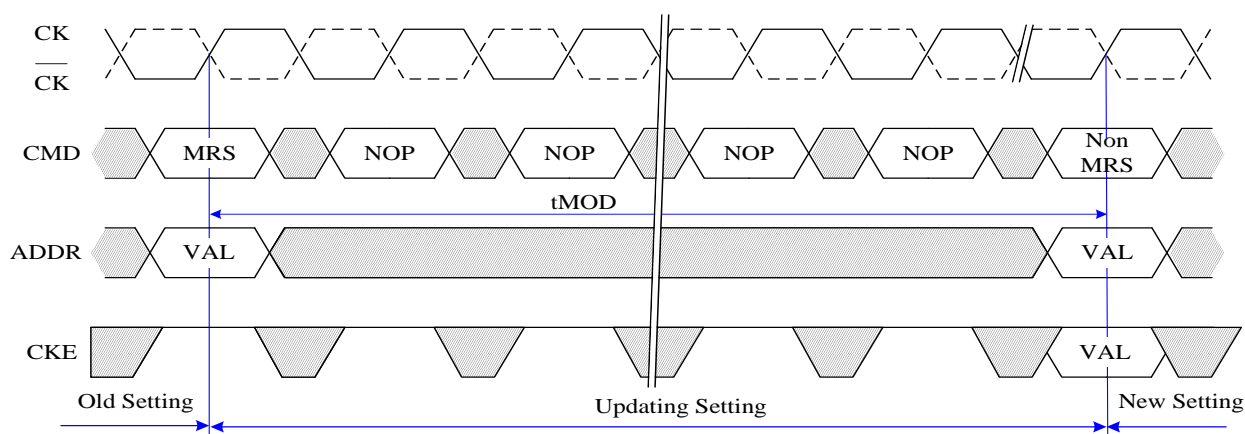 CK
CK
CMD MRS NOP NOP NOP NOP Non MRS
tMOD
ADDR VAL VAL
CKE VAL
Old Setting Updating Setting New Setting